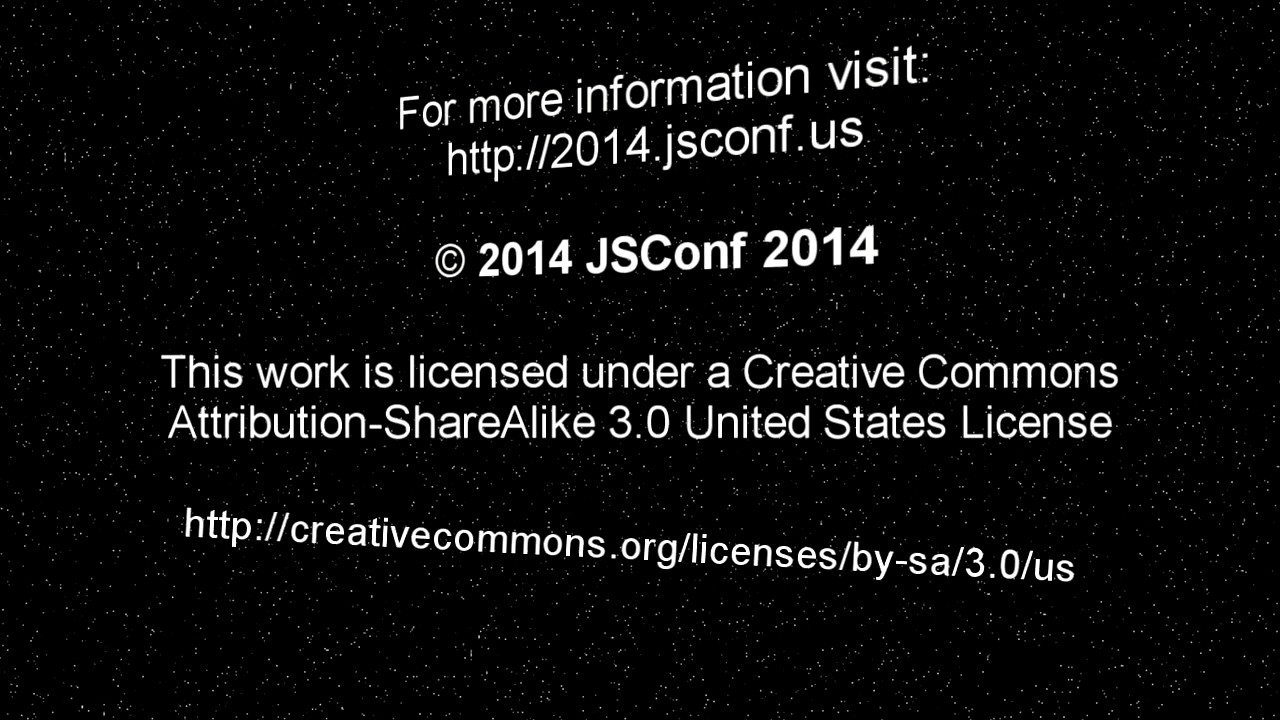 For more information visit:
http://2014.jsconf.us
© 2014 JSConf 2014
This work is licensed under a Creative Commons
Attribution-ShareAlike 3.0 United States License
http://creativecommons.org/licenses/by-sa/3.0/us